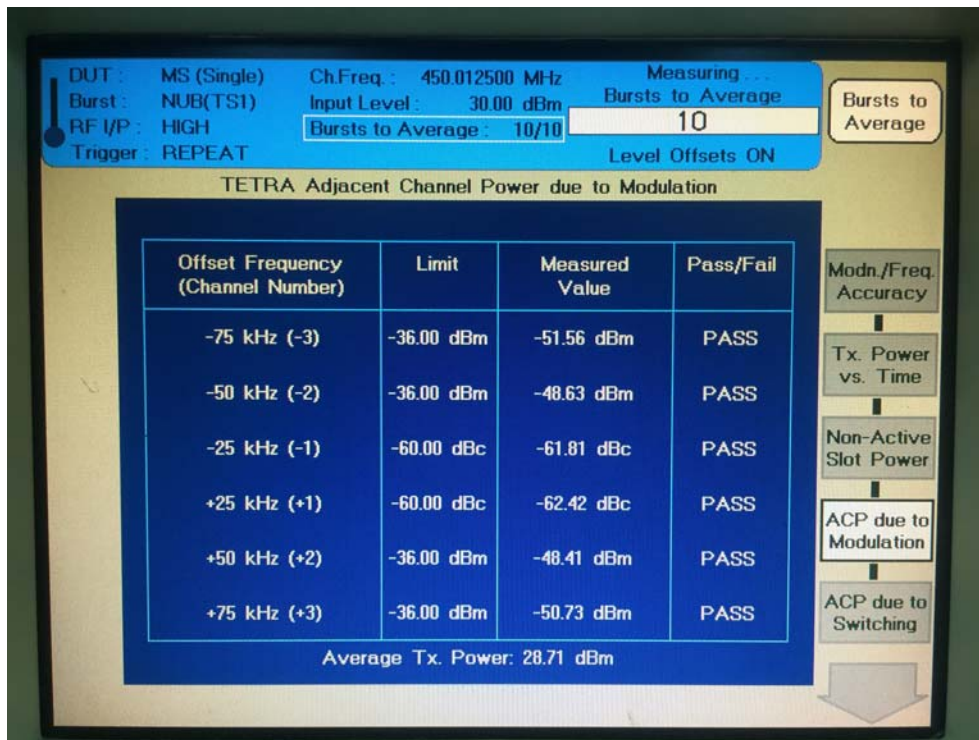 DUT : MS (Single) Ch.Freq. : 450.012500 MHz Measuring . . .
Burst : NUB(TS1) Input Level : 30.00 dBm Bursts to Average
RF I/P : HIGH Bursts to Average : 10/10 10
Trigger : REPEAT Level Offsets ON
Bursts to
Average
TETRA Adjacent Channel Power due to Modulation
Offset Frequency Limit Measured Pass/Fail
(Channel Number) Value
-75 kHz (-3) -36.00 dBm -51.56 dBm PASS
-50 kHz (-2) -36.00 dBm -48.63 dBm PASS
-25 kHz (-1) -60.00 dBc -61.81 dBc PASS
+25 kHz (+1) -60.00 dBc -62.42 dBc PASS
+50 kHz (+2) -36.00 dBm -48.41 dBm PASS
+75 kHz (+3) -36.00 dBm -50.73 dBm PASS
Average Tx. Power: 28.71 dBm
Modn./Freq.
Accuracy
Tx. Power
vs. Time
Non-Active
Slot Power
ACP due to
Modulation
ACP due to
Switching